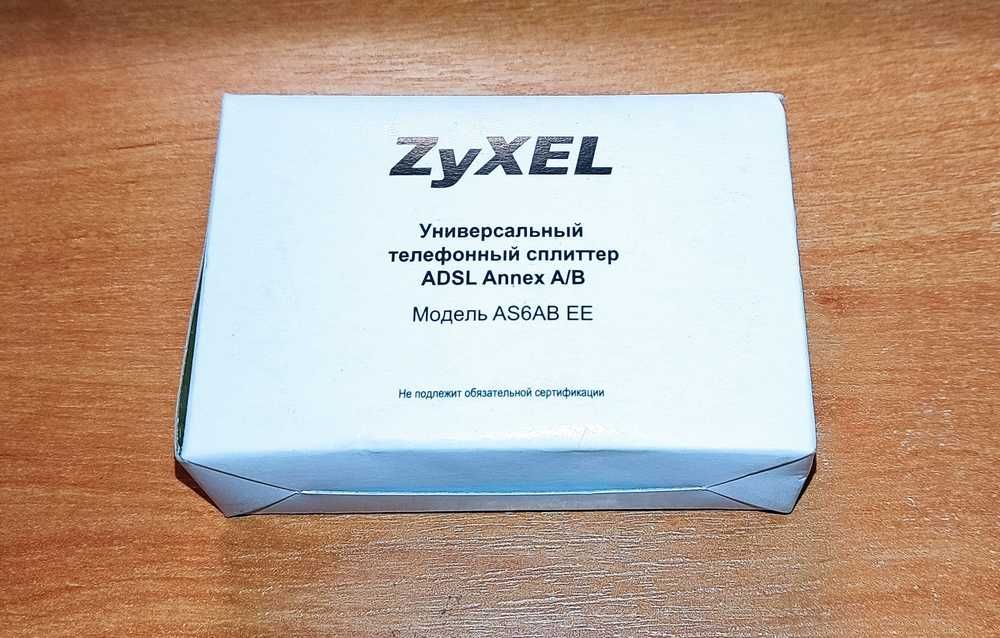 ZyXEL
Универсальный
телефонный сплиттер
ADSL Annex A/B
Модель AS6AB EE
Не подлежит обязательной сертификации